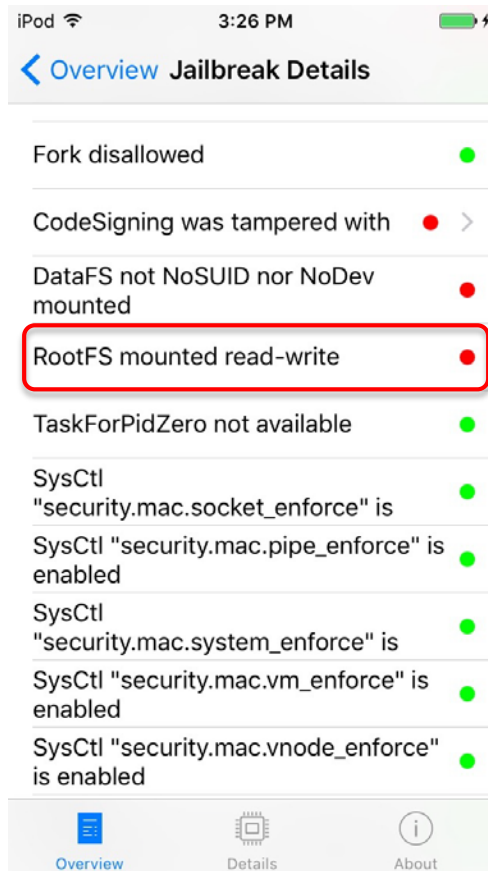 iPod 3:26 PM
Overview Jailbreak Details
Fork disallowed
CodeSigning was tampered with
DataFS not NoSUID nor NoDev
mounted
RootFS mounted read-write
TaskForPidZero not available
SysCtl
"security.mac.socket_enforce" is
SysCtl "security.mac.pipe_enforce" is
enabled
SysCtl
"security.mac.system_enforce" is
SysCtl "security.mac.vm_enforce" is
enabled
SysCtl "security.mac.vnode_enforce"
is enabled
Overview Details About